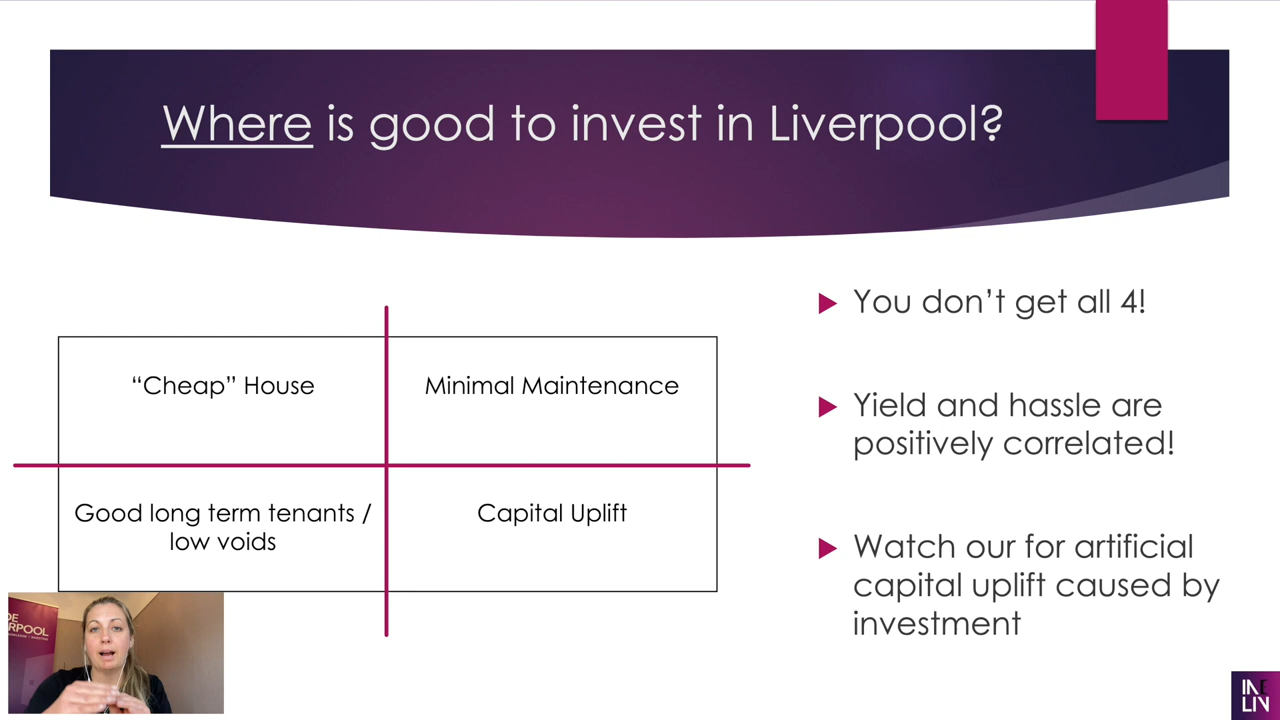 Where is good to invest in Liverpool?
“Cheap” House
Minimal Maintenance
Good long term tenants /
low voids
Capital Uplift
You don’t get all 4!
Yield and hassle are
positively correlated!
Watch our for artificial
capital uplift caused by
investment
DE
RPOOL